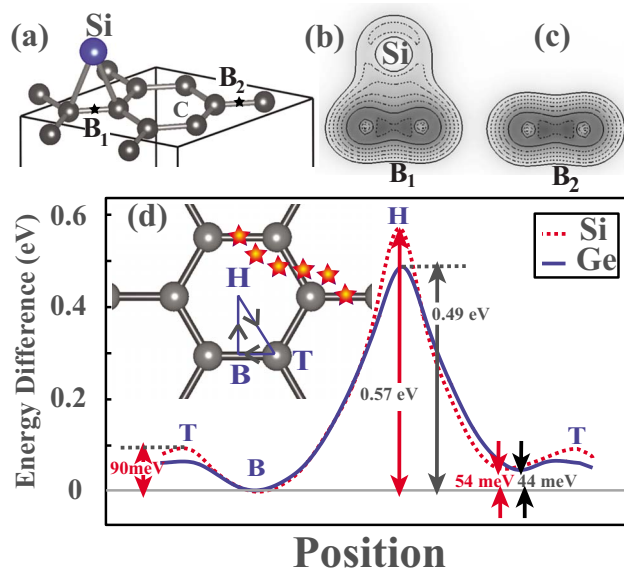 (a)
Si
B2
C
B1
(b)
Si
B1
(c)
B2
Energy Difference (eV)
0.6
0.4
0.2
0
(d)
H
B
T
H
Si
Ge
0.49 eV
0.57 eV
T
90meV
B
54 meV
44 meV
T
Position